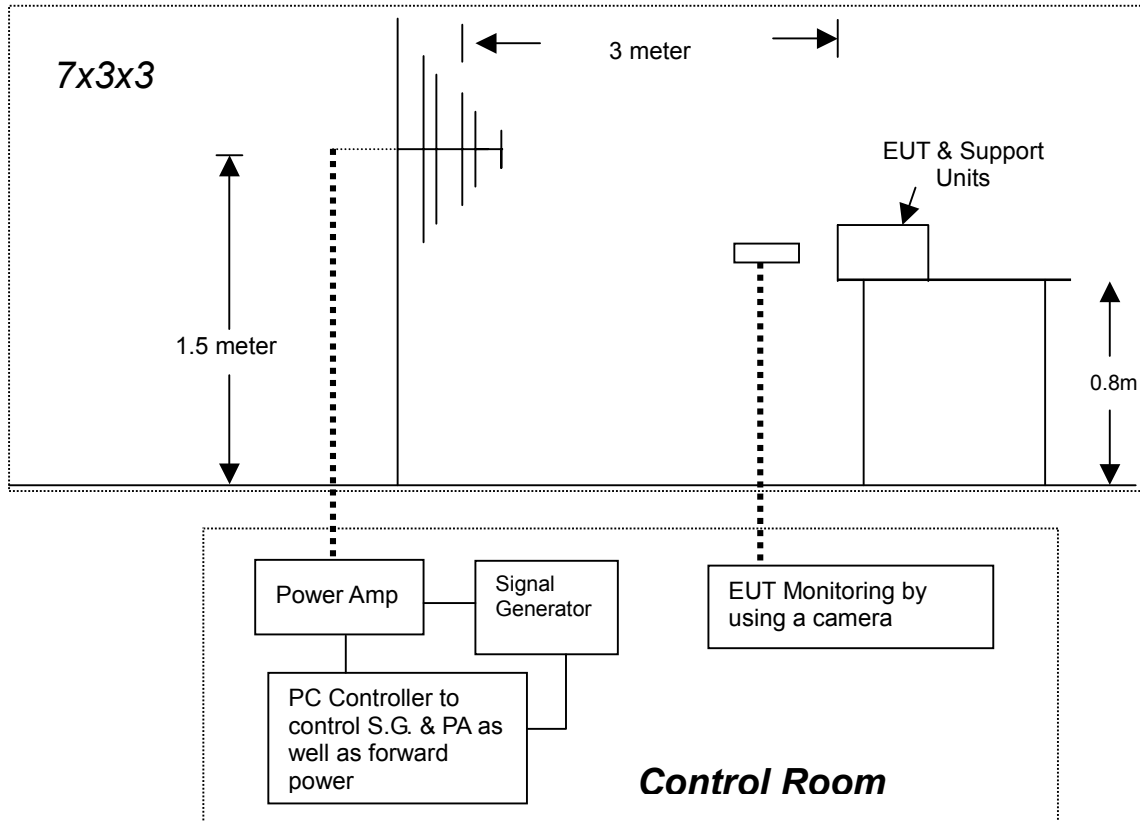 7x3x3
3 meter
EUT & Support
Units
1.5 meter
0.8m
Power Amp
Signal
Generator
EUT Monitoring by
using a camera
PC Controller to
control S.G. & PA as
well as forward
power
Control Room